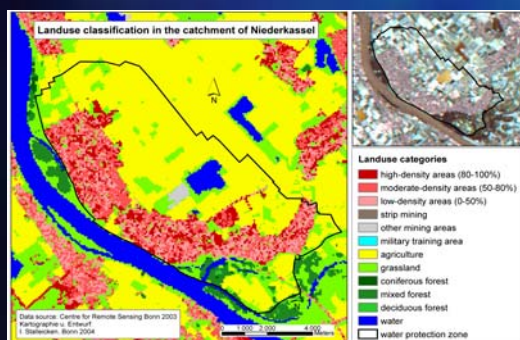 Landuse classification in the catchment of Niederkassel
N
Landuse categories
high-density areas (80-100%)
moderate-density areas (50-80%)
low-density areas (0-50%)
strip mining
other mining areas
military training area
agriculture
grassland
coniferous forest
mixed forest
deciduous forest
water
water protection zone
Data source: Centre for Remote Sensing Bonn 2003
Kartographie u. Entwurf
Bonn 2004
0 1.000 2.000 4.000
Meters